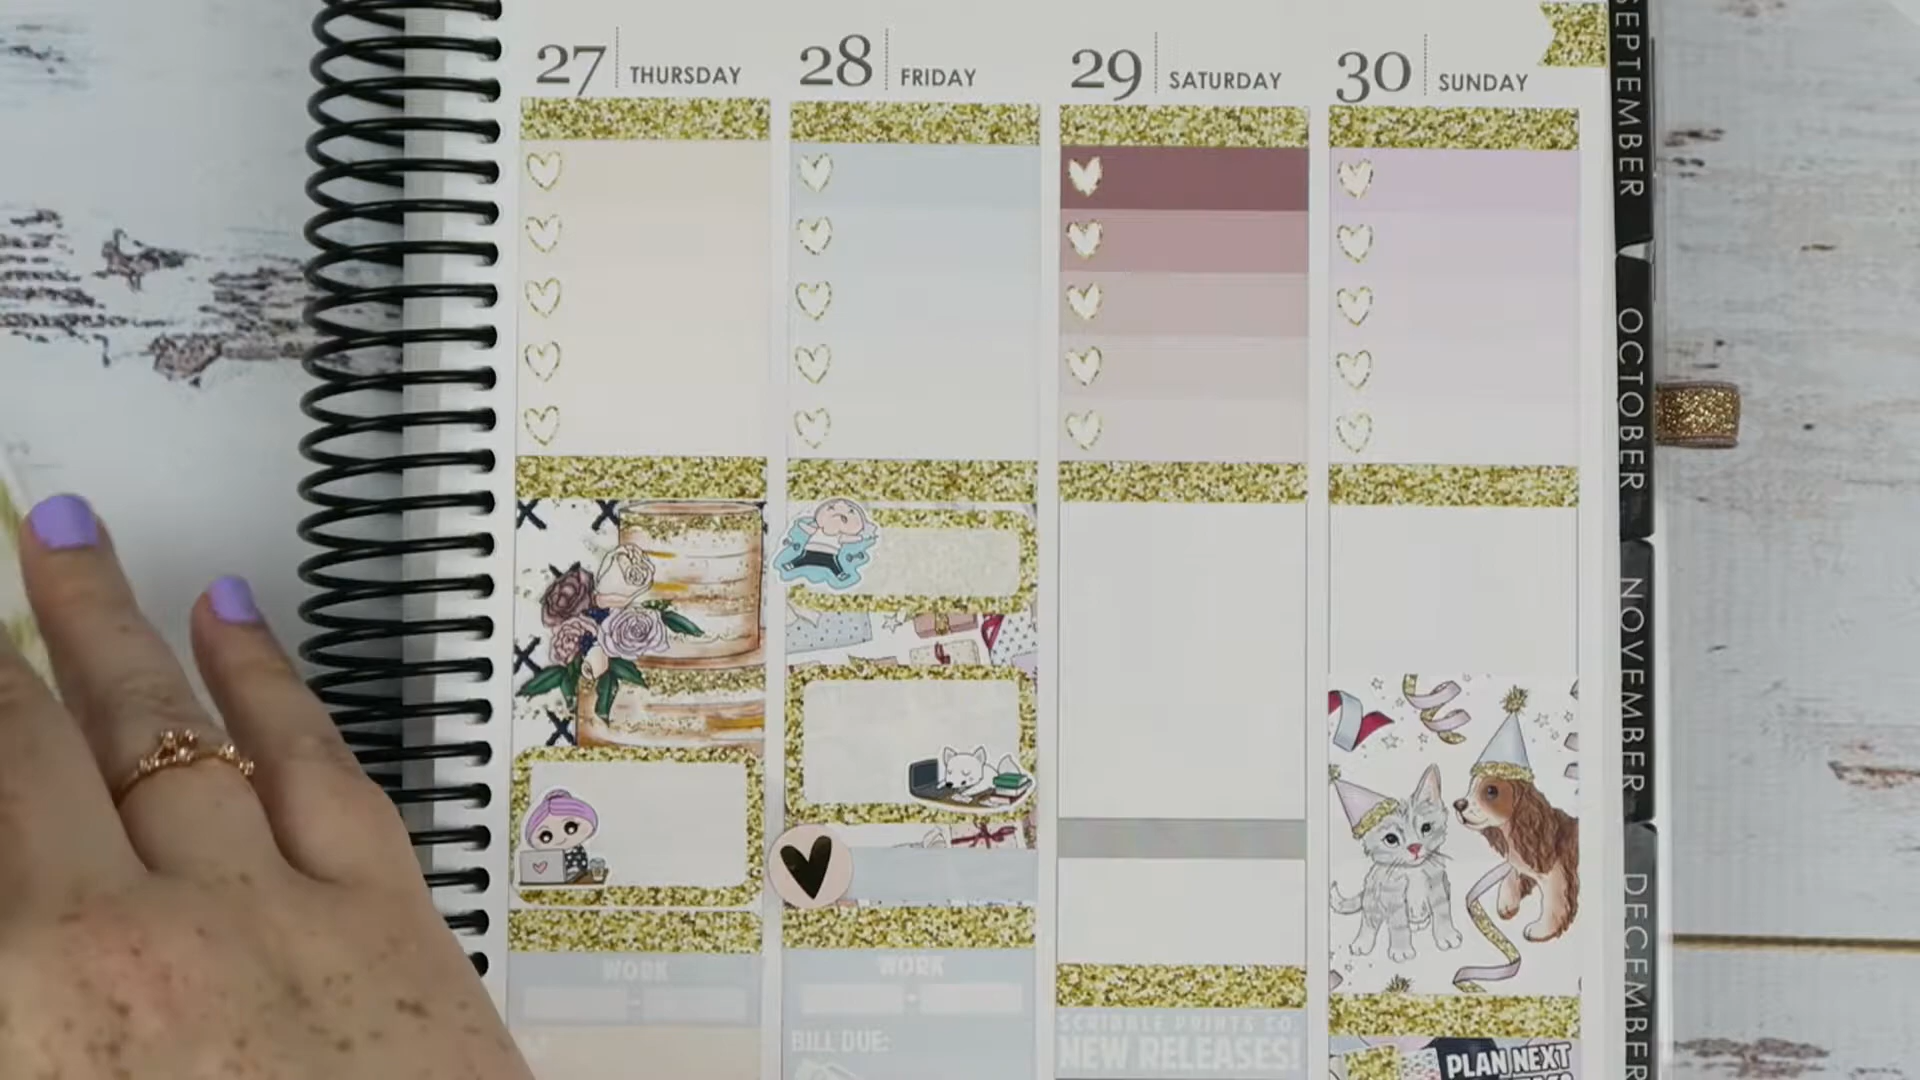 27 THURSDAY
28 FRIDAY
29 SATURDAY
30 SUNDAY
SEPTEMBER
OCTOBER
NOVEMBER
DECEMBER
WORK
WORK
BILL DUE:
SCRIBBLE PRINTS CO.
NEW RELEASES!
PLAN NEXT